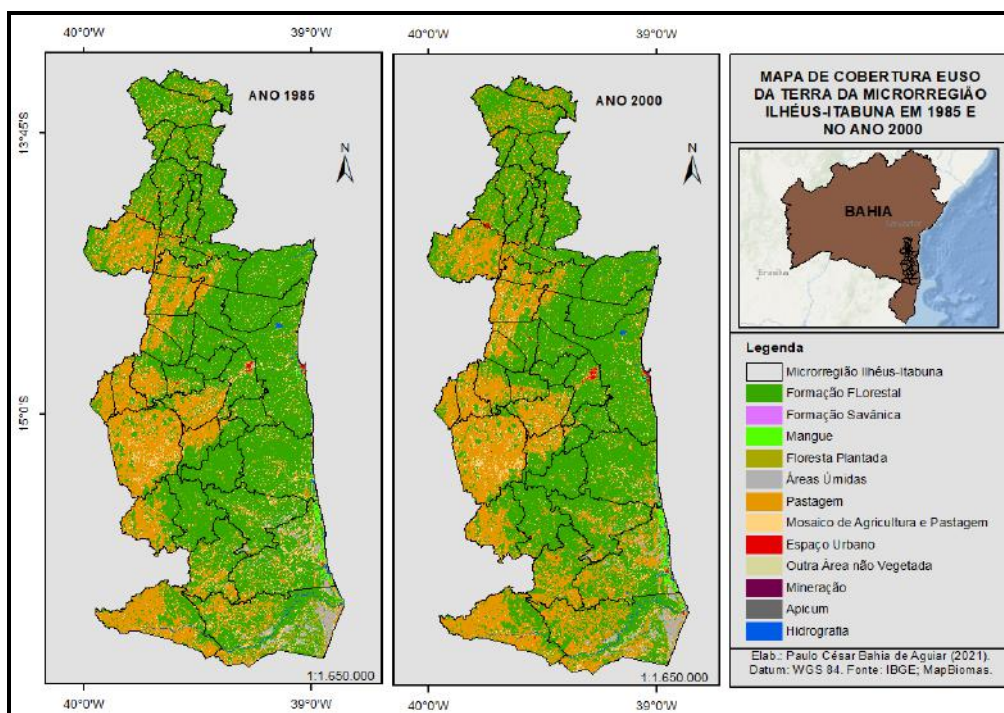 40°0'W
39°0'W
40°0'W
39°0'W
ANO 1985
ANO 2000
N
N
13°45'S
15°0'S
1:1.650.000
1:1.650.000
MAPA DE COBERTURA EUSO
DA TERRA DA MICRORREGIÃO
ILHÉUS-ITABUNA EM 1985 E
NO ANO 2000
BAHIA
Salvador
Brasília
Legenda
Microrregião Ilhéus-Itabuna
Formação FLorestal
Formação Savânica
Mangue
Floresta Plantada
Áreas Úmidas
Pastagem
Mosaico de Agricultura e Pastagem
Espaço Urbano
Outra Área não Vegetada
Mineração
Apicum
Hidrografia
Elab.: Paulo César Bahia de Aguiar (2021).
Datum: WGS 84. Fonte: IBGE; MapBiomas.
40°0'W
39°0'W
40°0'W
39°0'W